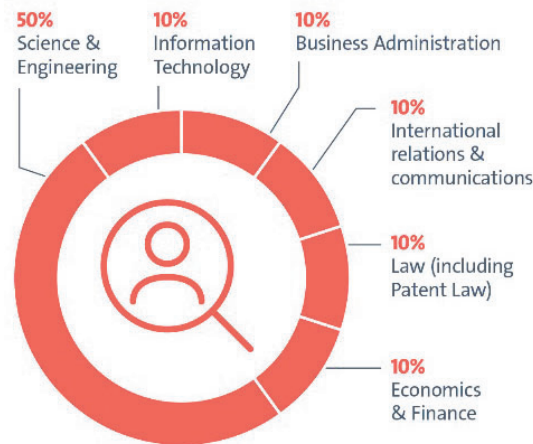 50%
Science &
Engineering
10%
Information
Technology
10%
Business Administration
10%
International
relations &
communications
10%
Law (including
Patent Law)
10%
Economics
& Finance